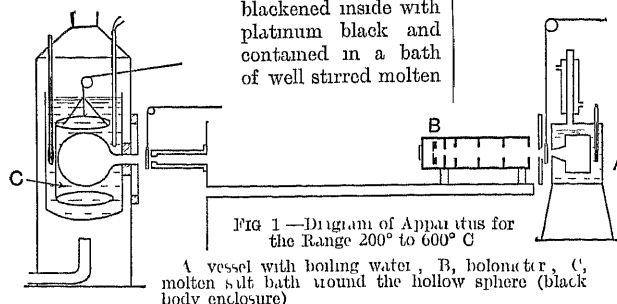 blackened inside with
platinum black and
contained in a bath
of well stirred molten
B
A
C
FIG 1 —Diagram of Apparatus for
the Range 200° to 600° C
A vessel with boiling water, B, bolometer, C,
molten salt bath around the hollow sphere (black
body enclosure)